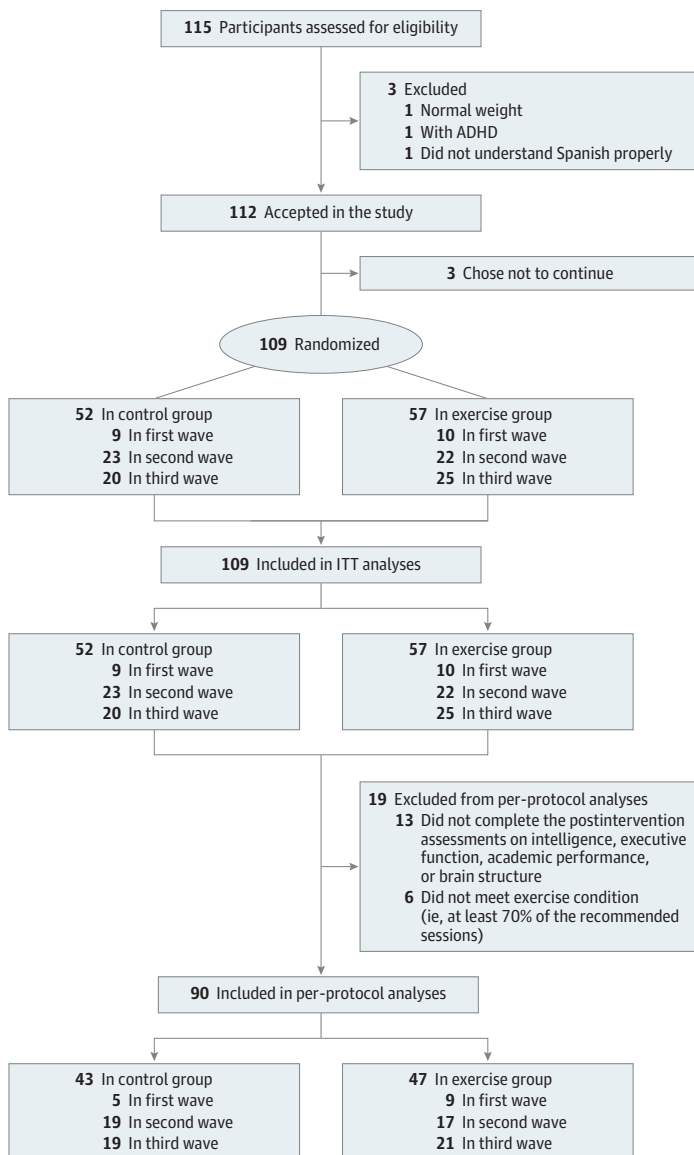 115 Participants assessed for eligibility
3 Excluded
1 Normal weight
1 With ADHD
1 Did not understand Spanish properly
112 Accepted in the study
3 Chose not to continue
109 Randomized
52 In control group
9 In first wave
23 In second wave
20 In third wave
57 In exercise group
10 In first wave
22 In second wave
25 In third wave
109 Included in ITT analyses
52 In control group
9 In first wave
23 In second wave
20 In third wave
57 In exercise group
10 In first wave
22 In second wave
25 In third wave
19 Excluded from per-protocol analyses
13 Did not complete the postintervention
assessments on intelligence, executive
function, academic performance,
or brain structure
6 Did not meet exercise condition
(ie, at least 70% of the recommended
sessions)
90 Included in per-protocol analyses
43 In control group
5 In first wave
19 In second wave
19 In third wave
47 In exercise group
9 In first wave
17 In second wave
21 In third wave